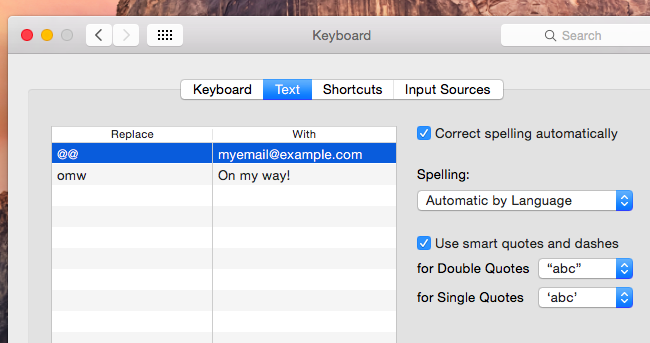 Keyboard
Search
Keyboard Text Shortcuts Input Sources
Replace With
@@ myemail@example.com
omw On my way!
Correct spelling automatically
Spelling:
Automatic by Language
Use smart quotes and dashes
for Double Quotes “abc”
for Single Quotes ‘abc’